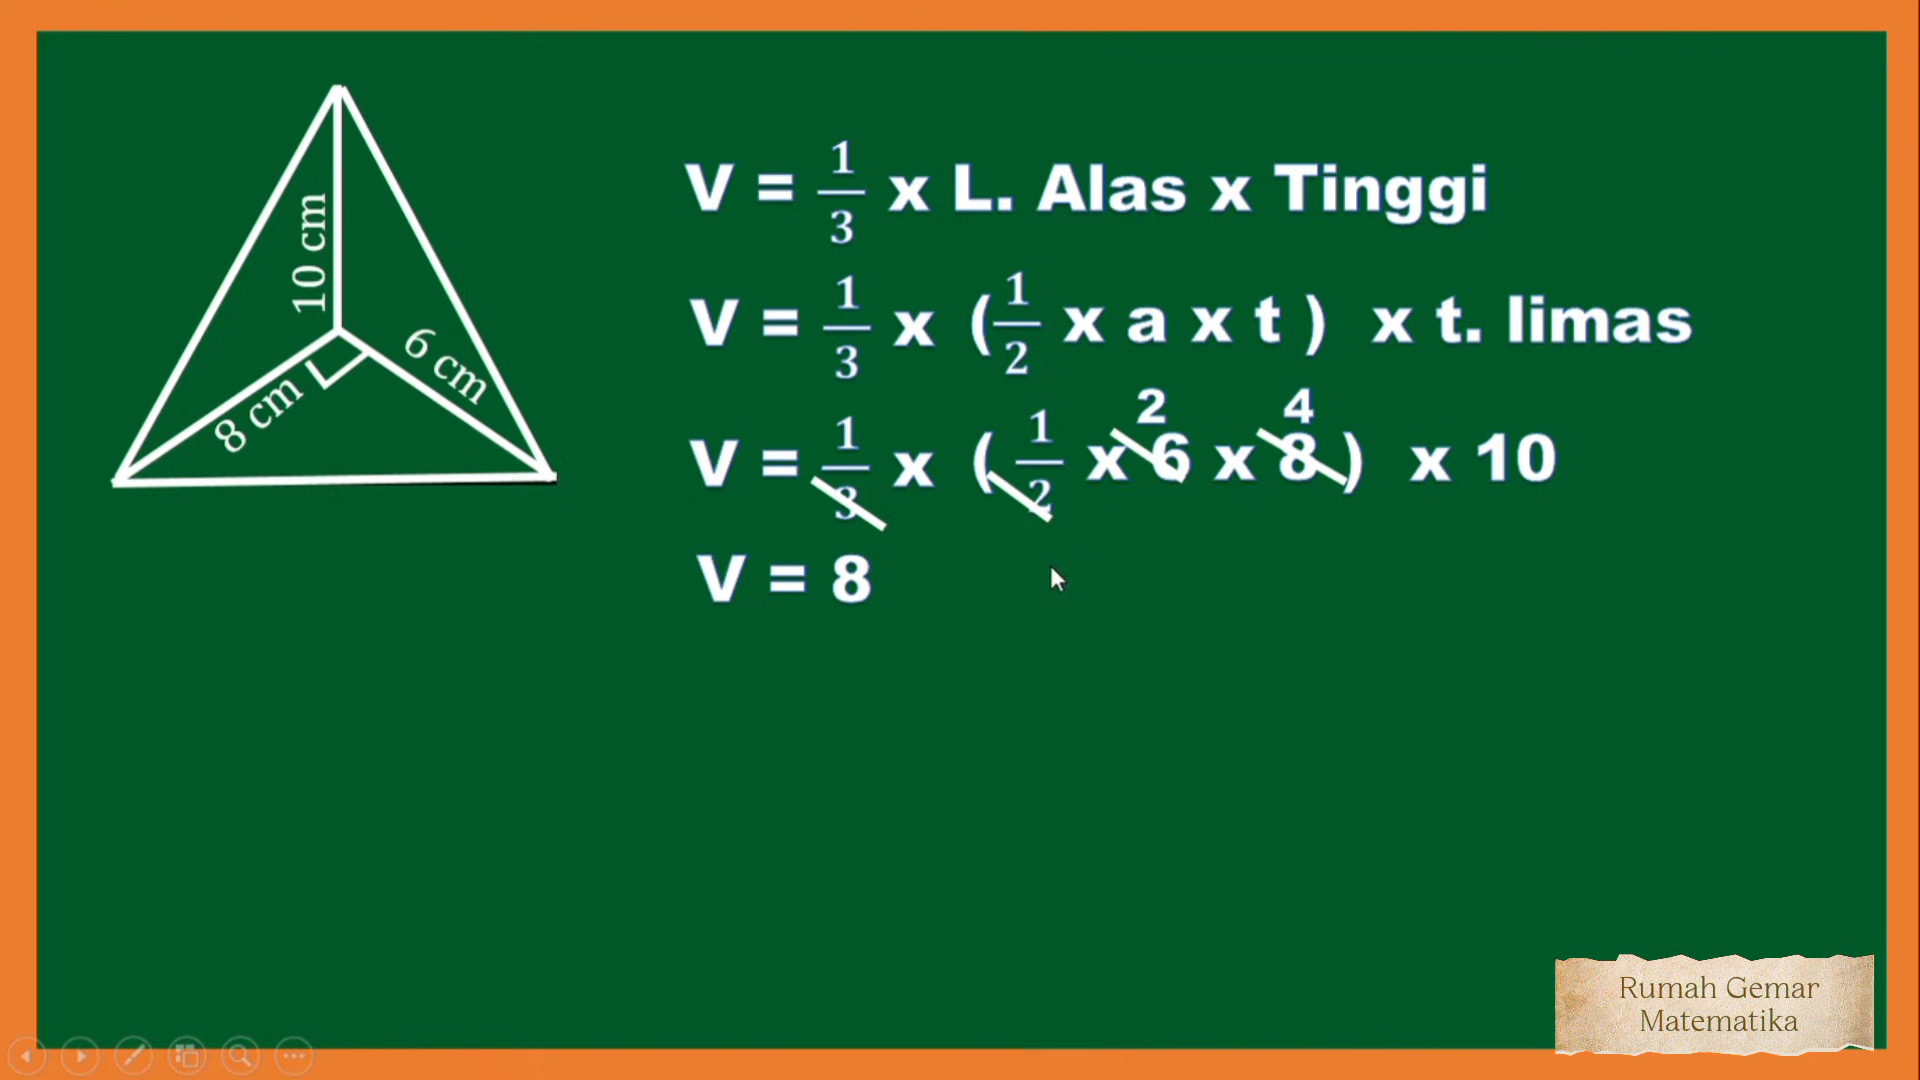 10 cm
8 cm
6 cm
V = 1/3 x L. Alas x Tinggi
V = 1/3 x (1/2 x a x t ) x t. limas
2 4
V = 1/3 x ( 1/2 x 6 x 8 ) x 10
V = 8
Rumah Gemar
Matematika